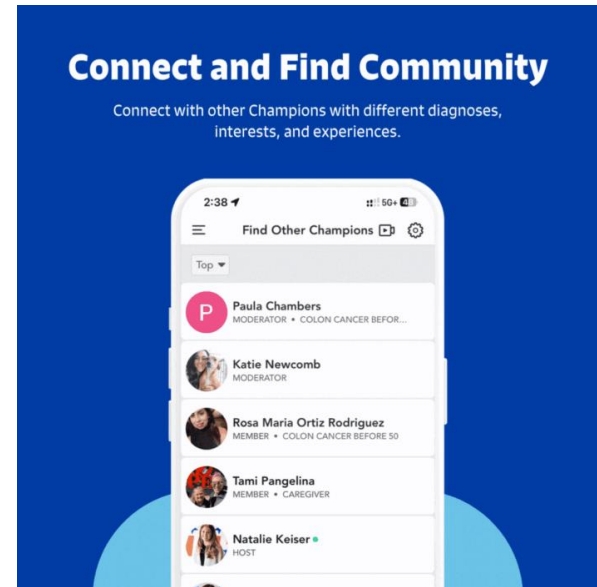 Connect and Find Community
Connect with other Champions with different diagnoses,
interests, and experiences.
2:38
5G+
Find Other Champions
Top
P
Paula Chambers
MODERATOR • COLON CANCER BEFOR...
Katie Newcomb
MODERATOR
Rosa Maria Ortiz Rodriguez
MEMBER • COLON CANCER BEFORE 50
Tami Pangelina
MEMBER • CAREGIVER
Natalie Keiser
HOST